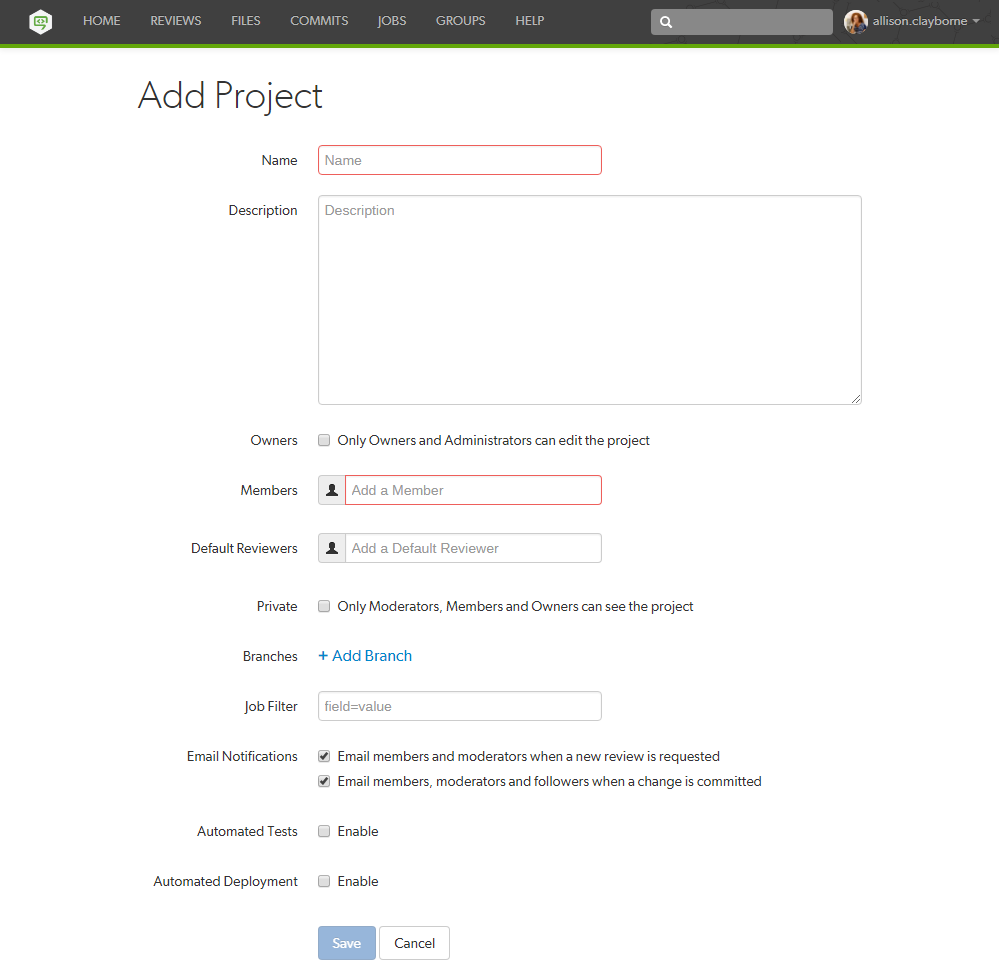 HOME REVIEWS FILES COMMITS JOBS GROUPS HELP allison.clayborne
Add Project
Name Name
Description Description
Owners Only Owners and Administrators can edit the project
Members Add a Member
Default Reviewers Add a Default Reviewer
Private Only Moderators, Members and Owners can see the project
Branches + Add Branch
Job Filter field=value
Email Notifications Email members and moderators when a new review is requested
Email members, moderators and followers when a change is committed
Automated Tests Enable
Automated Deployment Enable
Save Cancel